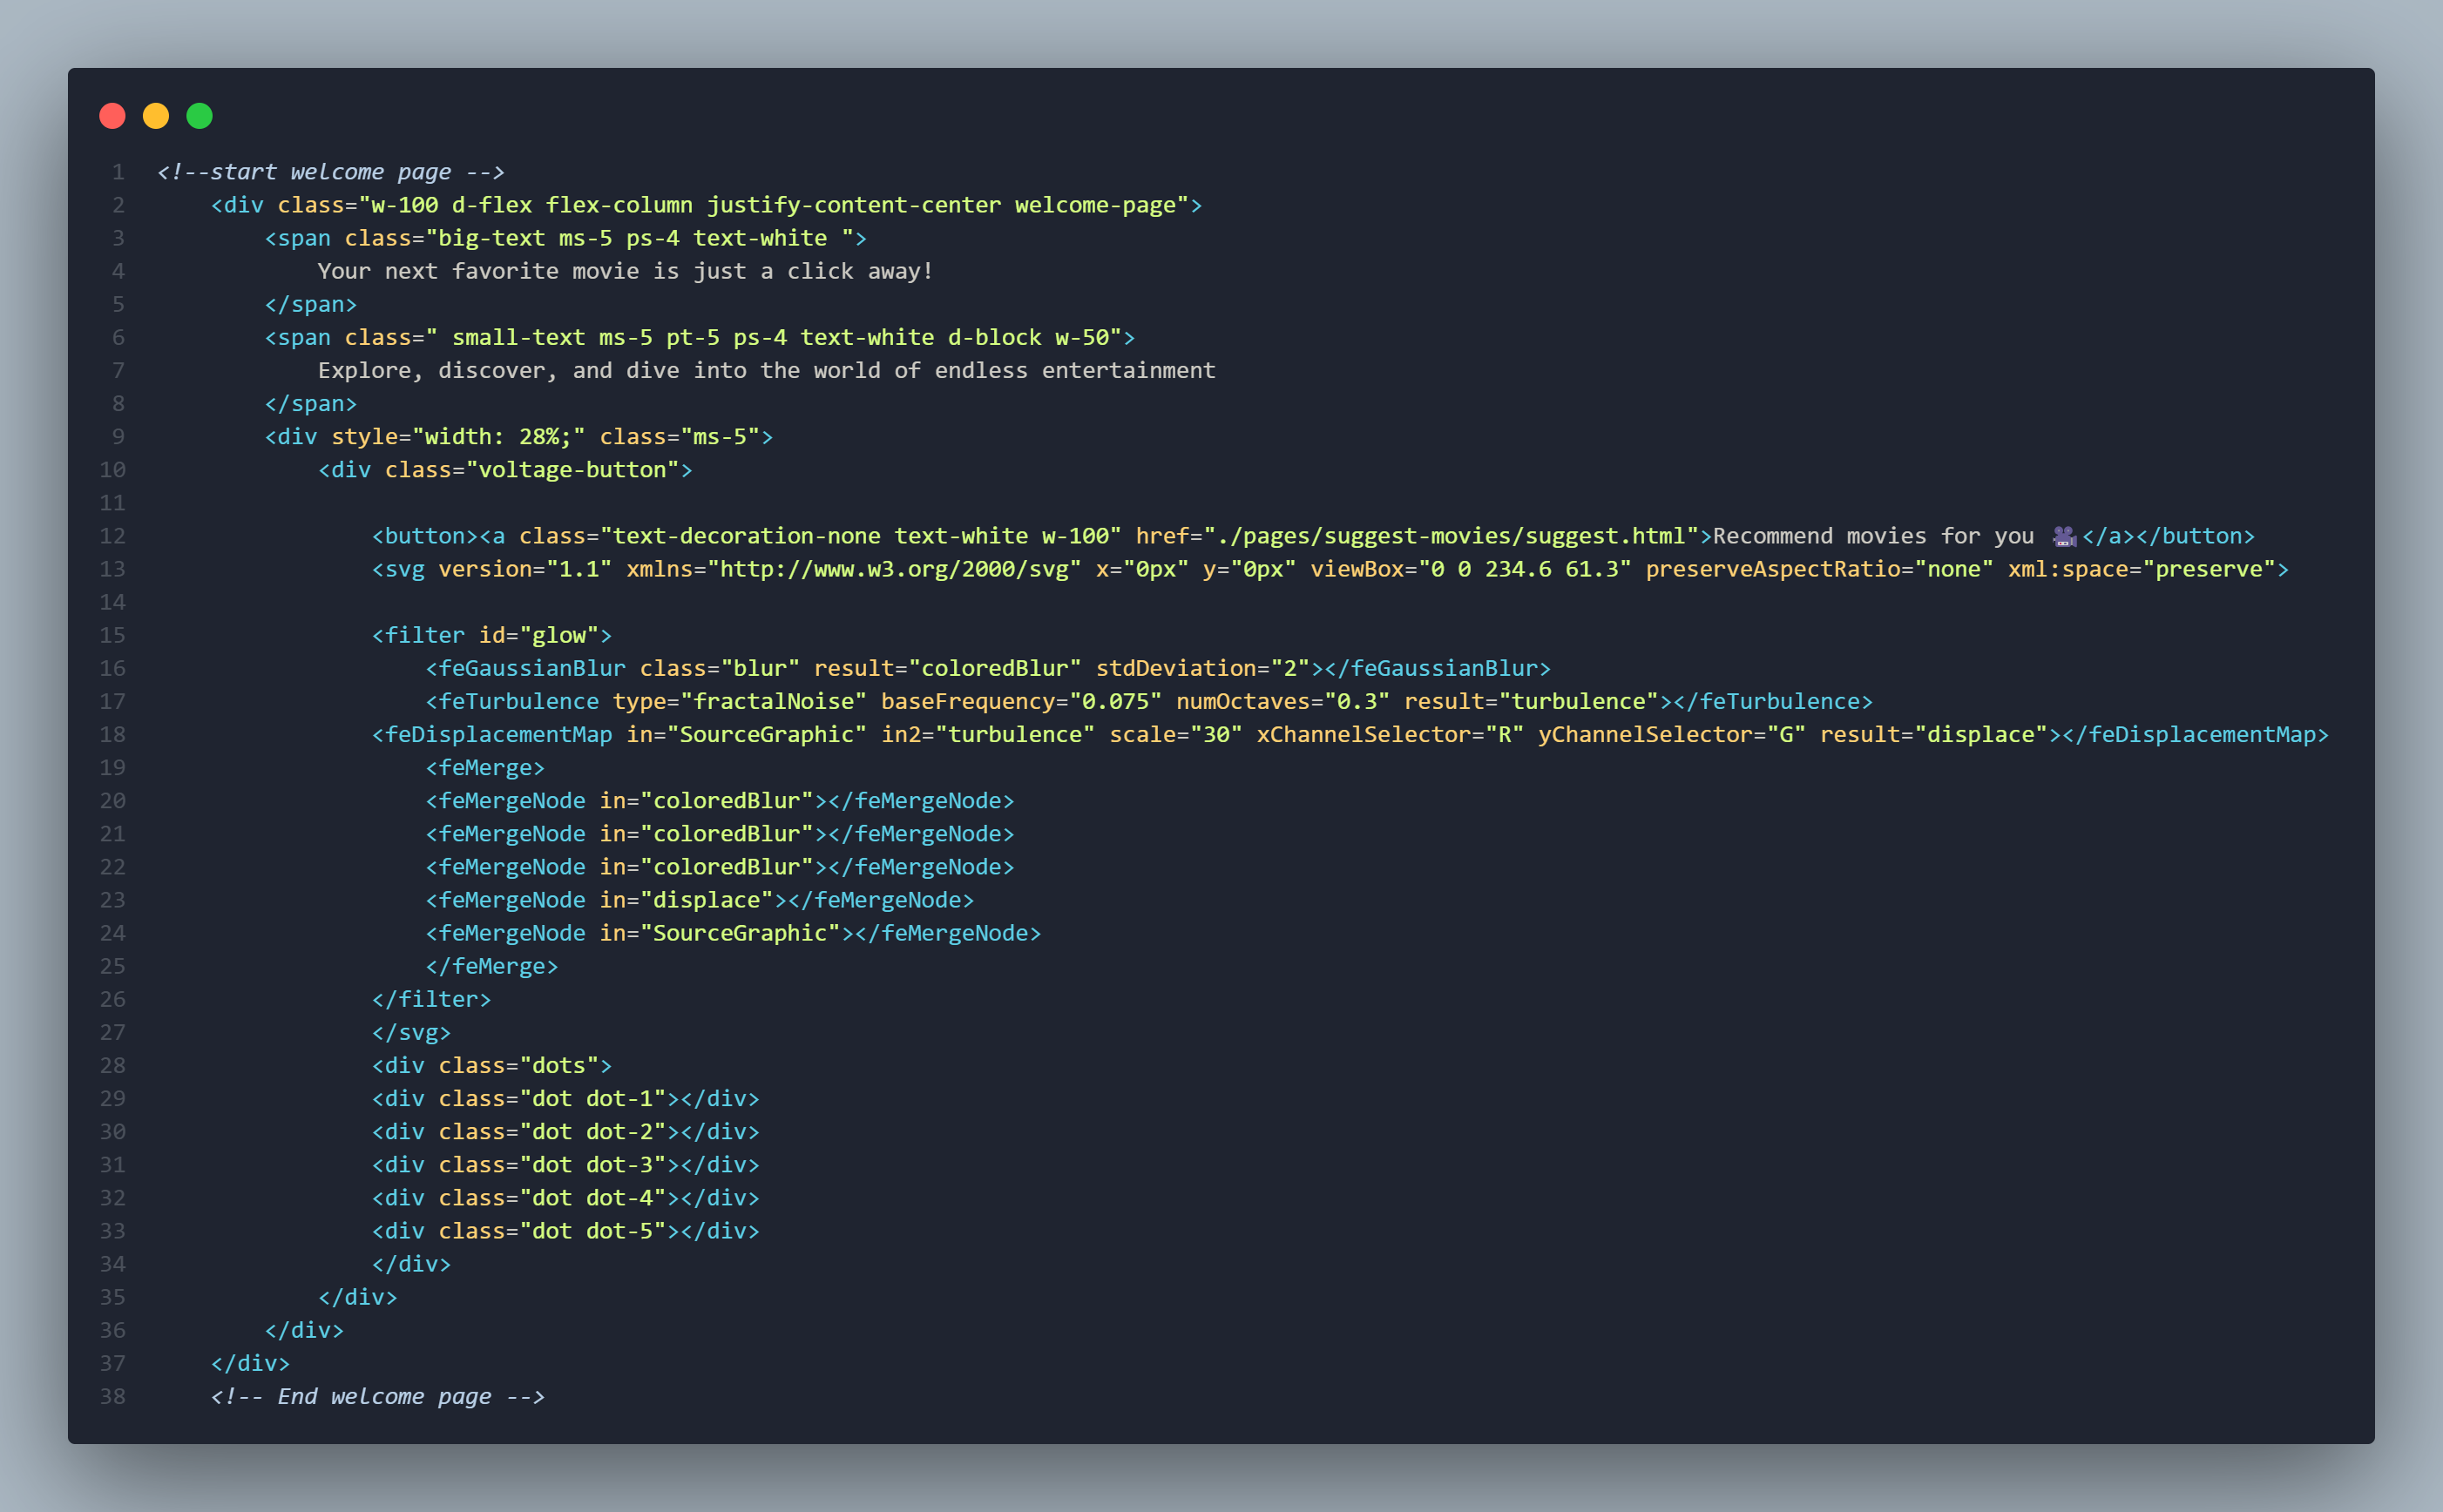 1 <!--start welcome page -->
2     <div class="w-100 d-flex flex-column justify-content-center welcome-page">
3         <span class="big-text ms-5 ps-4 text-white ">
4             Your next favorite movie is just a click away!
5         </span>
6         <span class=" small-text ms-5 pt-5 ps-4 text-white d-block w-50">
7             Explore, discover, and dive into the world of endless entertainment
8         </span>
9         <div style="width: 28%;" class="ms-5">
10             <div class="voltage-button">
11
12                 <button><a class="text-decoration-none text-white w-100" href="./pages/suggest-movies/suggest.html">Recommend movies for you 🎥</a></button>
13                 <svg version="1.1" xmlns="http://www.w3.org/2000/svg" x="0px" y="0px" viewBox="0 0 234.6 61.3" preserveAspectRatio="none" xml:space="preserve">
14
15                 <filter id="glow">
16                     <feGaussianBlur class="blur" result="coloredBlur" stdDeviation="2"></feGaussianBlur>
17                     <feTurbulence type="fractalNoise" baseFrequency="0.075" numOctaves="0.3" result="turbulence"></feTurbulence>
18                 <feDisplacementMap in="SourceGraphic" in2="turbulence" scale="30" xChannelSelector="R" yChannelSelector="G" result="displace"></feDisplacementMap>
19                     <feMerge>
20                     <feMergeNode in="coloredBlur"></feMergeNode>
21                     <feMergeNode in="coloredBlur"></feMergeNode>
22                     <feMergeNode in="coloredBlur"></feMergeNode>
23                     <feMergeNode in="displace"></feMergeNode>
24                     <feMergeNode in="SourceGraphic"></feMergeNode>
25                     </feMerge>
26                 </filter>
27                 </svg>
28                 <div class="dots">
29                 <div class="dot dot-1"></div>
30                 <div class="dot dot-2"></div>
31                 <div class="dot dot-3"></div>
32                 <div class="dot dot-4"></div>
33                 <div class="dot dot-5"></div>
34                 </div>
35             </div>
36         </div>
37     </div>
38     <!-- End welcome page -->